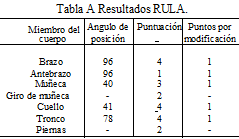 Tabla A Resultados RULA.
Miembro del cuerpo Angulo de posición Puntuación Puntos por modificación
Brazo 96 4 1
Antebrazo 96 1 1
Muñeca 40 3 1
Giro de muñeca - 2 -
Cuello 41 4 1
Tronco 78 4 1
Piernas - 2 -